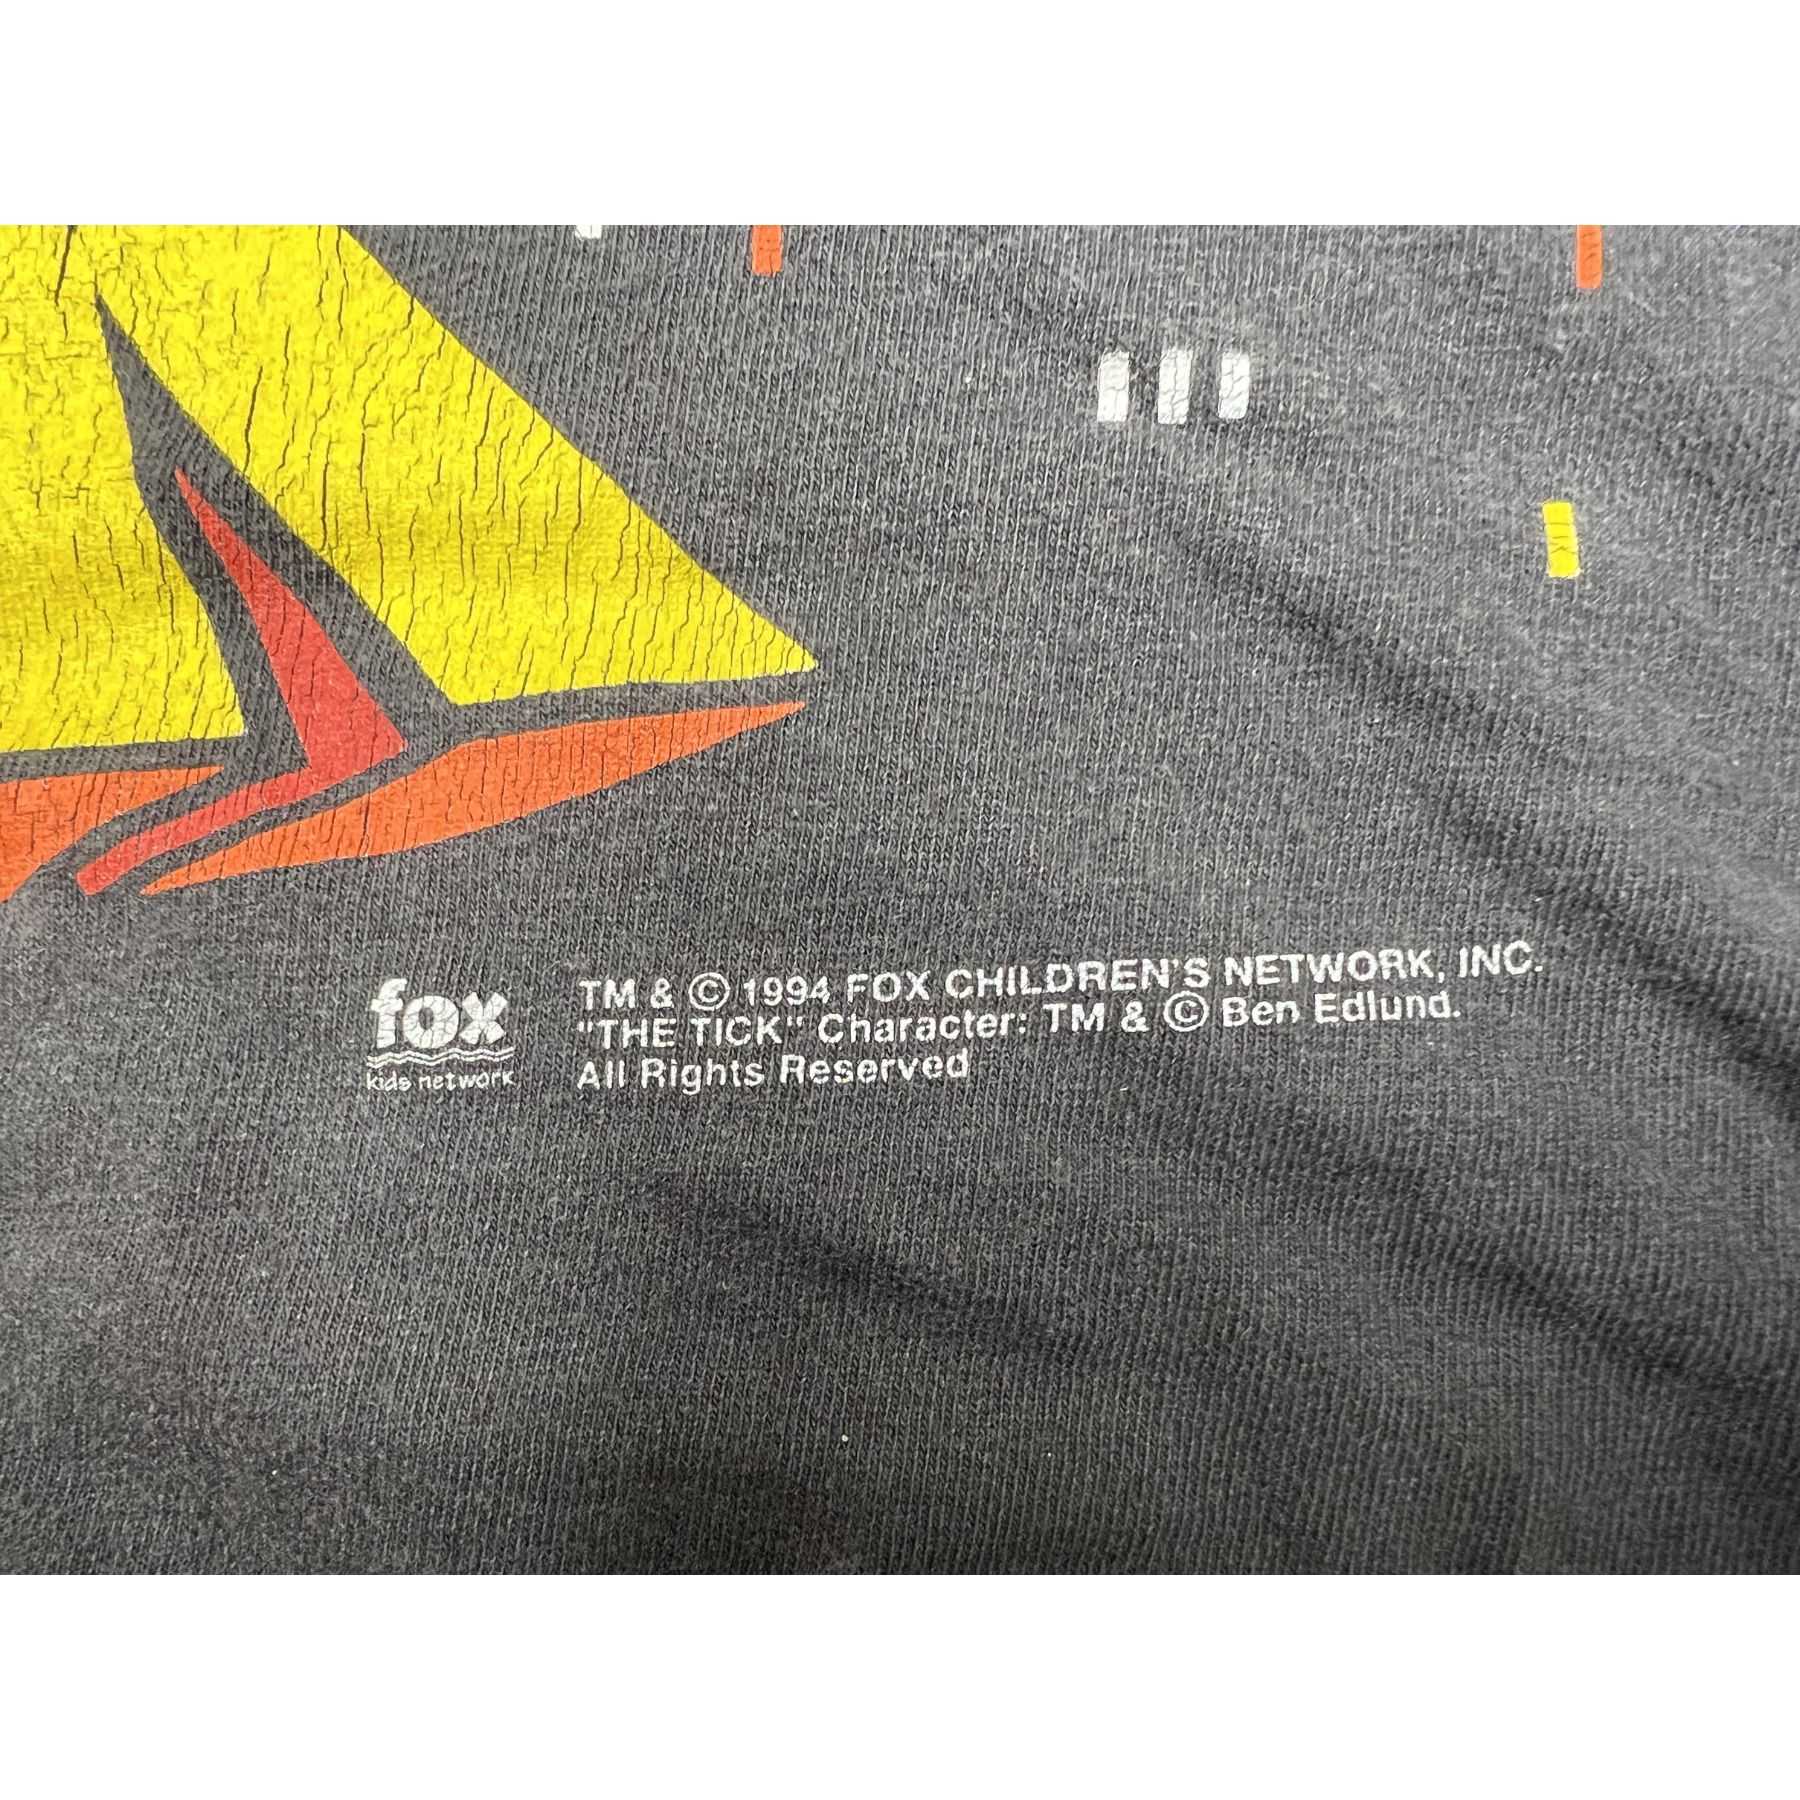 fox
kids network
TM & © 1994 FOX CHILDREN'S NETWORK, INC.
"THE TICK" Character: TM & © Ben Edlund.
All Rights Reserved